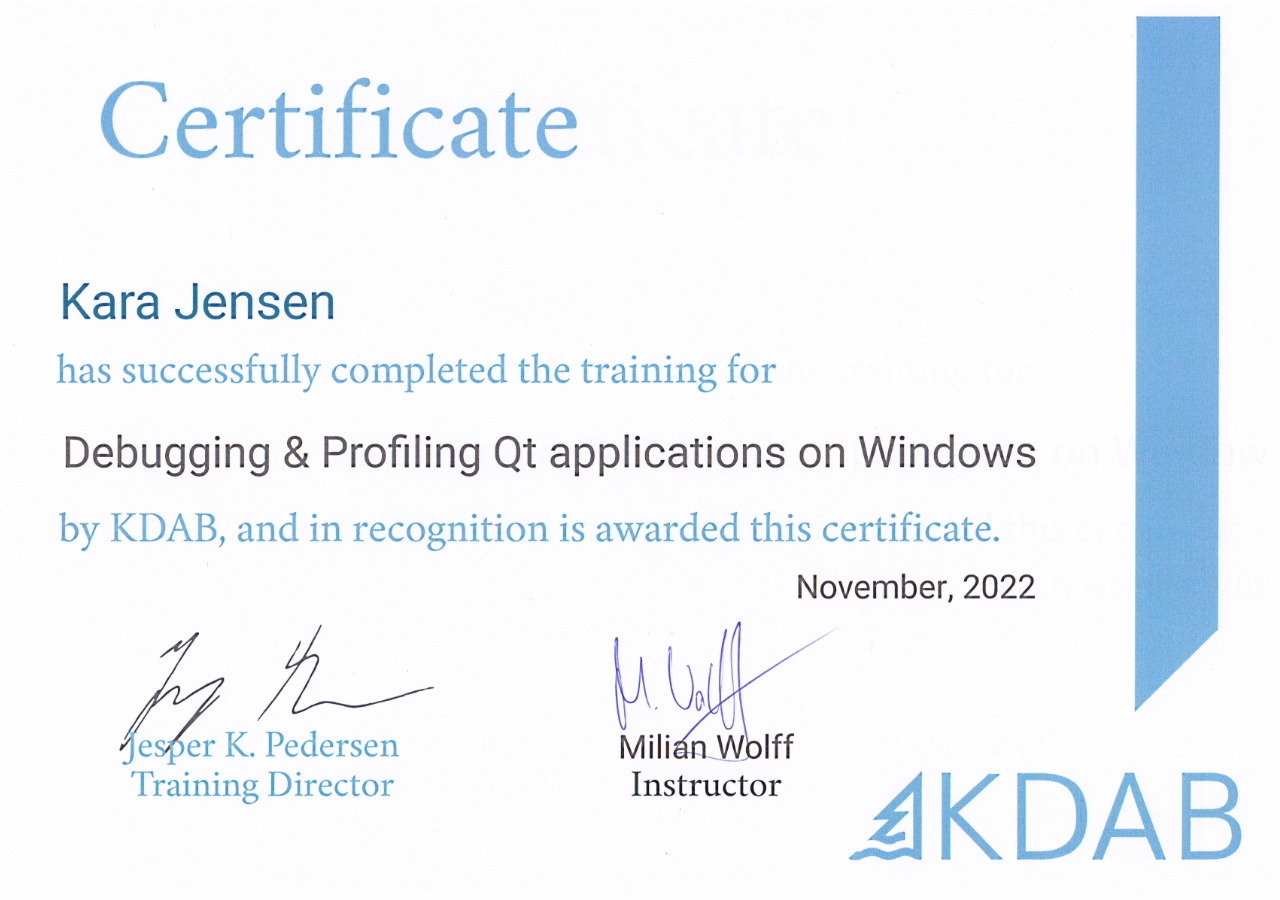 Certificate
Kara Jensen
has successfully completed the training for
Debugging & Profiling Qt applications on Windows
by KDAB, and in recognition is awarded this certificate.
November, 2022
M. Wolff
Jesper K. Pedersen
Training Director
Milian Wolff
Instructor
KDAB